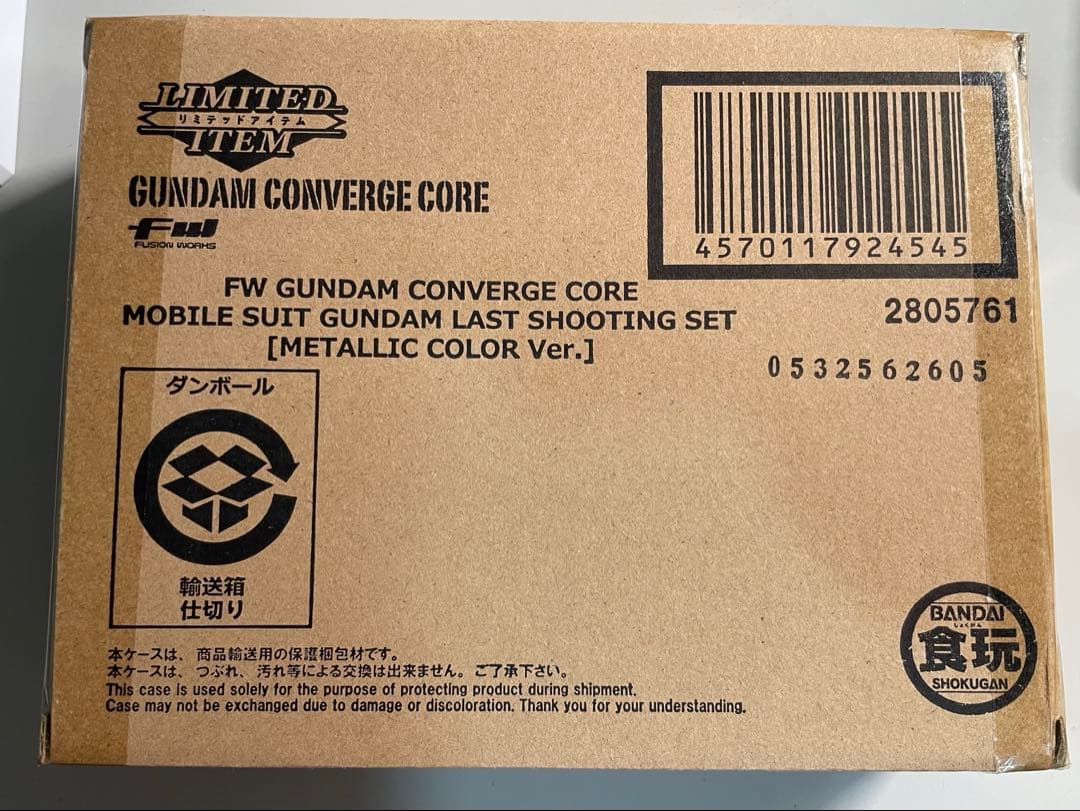 LIMITED
リミテッドアイテム
ITEM
GUNDAM CONVERGE CORE
FW
FUSION WORKS
4570117924545
FW GUNDAM CONVERGE CORE
MOBILE SUIT GUNDAM LAST SHOOTING SET
[METALLIC COLOR Ver.]
2805761
0532562605
ダンボール
輸送箱
仕切り
本ケースは、商品輸送用の保護梱包材です。
本ケースは、つぶれ、汚れ等による交換は出来ません。ご了承下さい。
This case is used solely for the purpose of protecting product during shipment.
Case may not be exchanged due to damage or discoloration. Thank you for your understanding.
BANDAI
しょくがん
食玩
SHOKUGAN